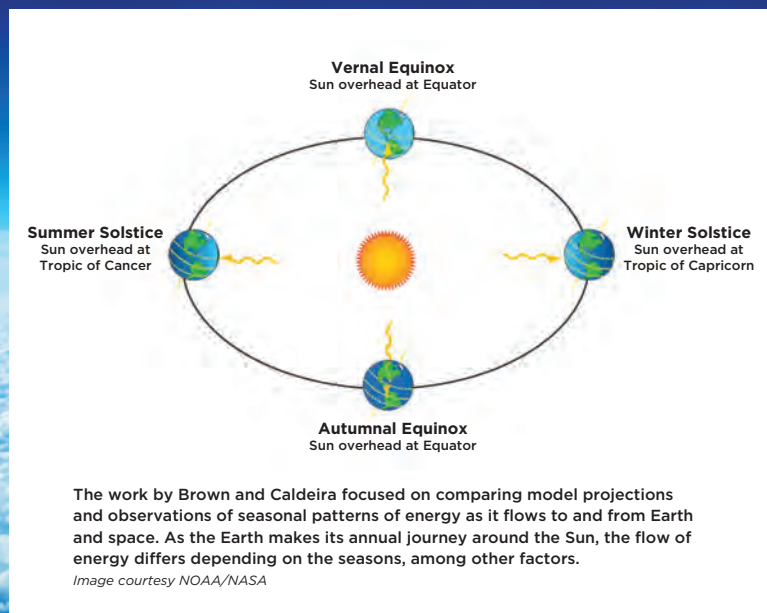 Vernal Equinox
Sun overhead at Equator
Summer Solstice
Sun overhead at
Tropic of Cancer
Winter Solstice
Sun overhead at
Tropic of Capricorn
Autumnal Equinox
Sun overhead at Equator
The work by Brown and Caldeira focused on comparing model projections
and observations of seasonal patterns of energy as it flows to and from Earth
and space. As the Earth makes its annual journey around the Sun, the flow of
energy differs depending on the seasons, among other factors.
Image courtesy NOAA/NASA